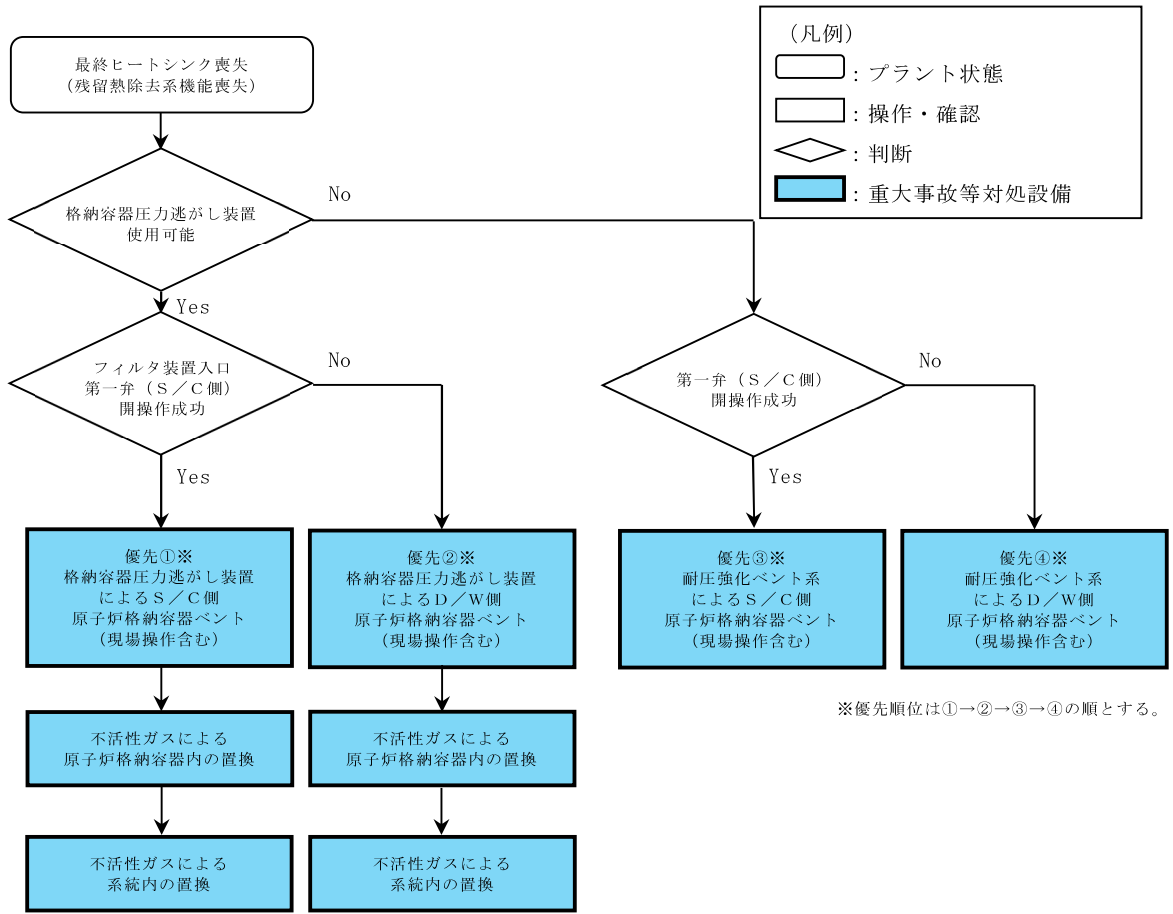 最終ヒートシンク喪失
(残留熱除去系機能喪失)
(凡例)
：プラント状態
：操作・確認
：判断
：重大事故等対処設備
格納容器圧力逃がし装置
使用可能
No
Yes
フィルタ装置入口
第一弁（Ｓ／Ｃ側）
開操作成功
No
Yes
第一弁（Ｓ／Ｃ側）
開操作成功
No
Yes
優先①※
格納容器圧力逃がし装置
によるＳ／Ｃ側
原子炉格納容器ベント
(現場操作含む)
優先②※
格納容器圧力逃がし装置
によるＤ／Ｗ側
原子炉格納容器ベント
(現場操作含む)
優先③※
耐圧強化ベント系
によるＳ／Ｃ側
原子炉格納容器ベント
(現場操作含む)
優先④※
耐圧強化ベント系
によるＤ／Ｗ側
原子炉格納容器ベント
(現場操作含む)
※優先順位は①→②→③→④の順とする。
不活性ガスによる
原子炉格納容器内の置換
不活性ガスによる
原子炉格納容器内の置換
不活性ガスによる
系統内の置換
不活性ガスによる
系統内の置換